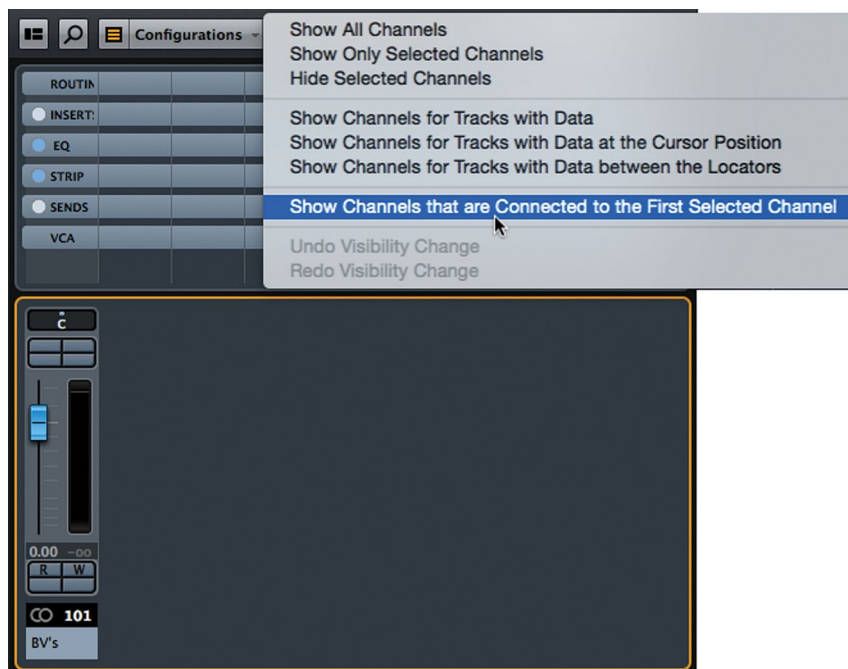 Configurations
Show All Channels
Show Only Selected Channels
Hide Selected Channels
Show Channels for Tracks with Data
Show Channels for Tracks with Data at the Cursor Position
Show Channels for Tracks with Data between the Locators
Show Channels that are Connected to the First Selected Channel
Undo Visibility Change
Redo Visibility Change
ROUTIN
INSERT:
EQ
STRIP
SENDS
VCA
C
0.00 -oo
R W
101
BV's